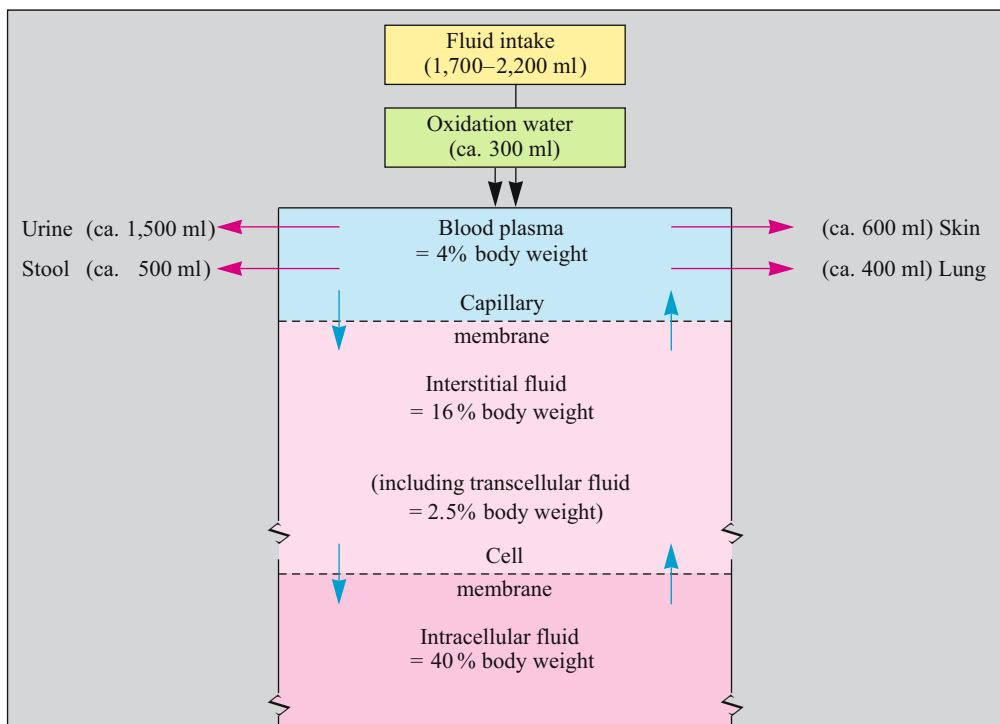 Fluid intake
(1,700–2,200 ml)
Oxidation water
(ca. 300 ml)
Urine (ca. 1,500 ml)
Stool (ca. 500 ml)
Blood plasma
= 4% body weight
(ca. 600 ml) Skin
(ca. 400 ml) Lung
Capillary
membrane
Interstitial fluid
= 16 % body weight
(including transcellular fluid
= 2.5% body weight)
Cell
membrane
Intracellular fluid
= 40 % body weight